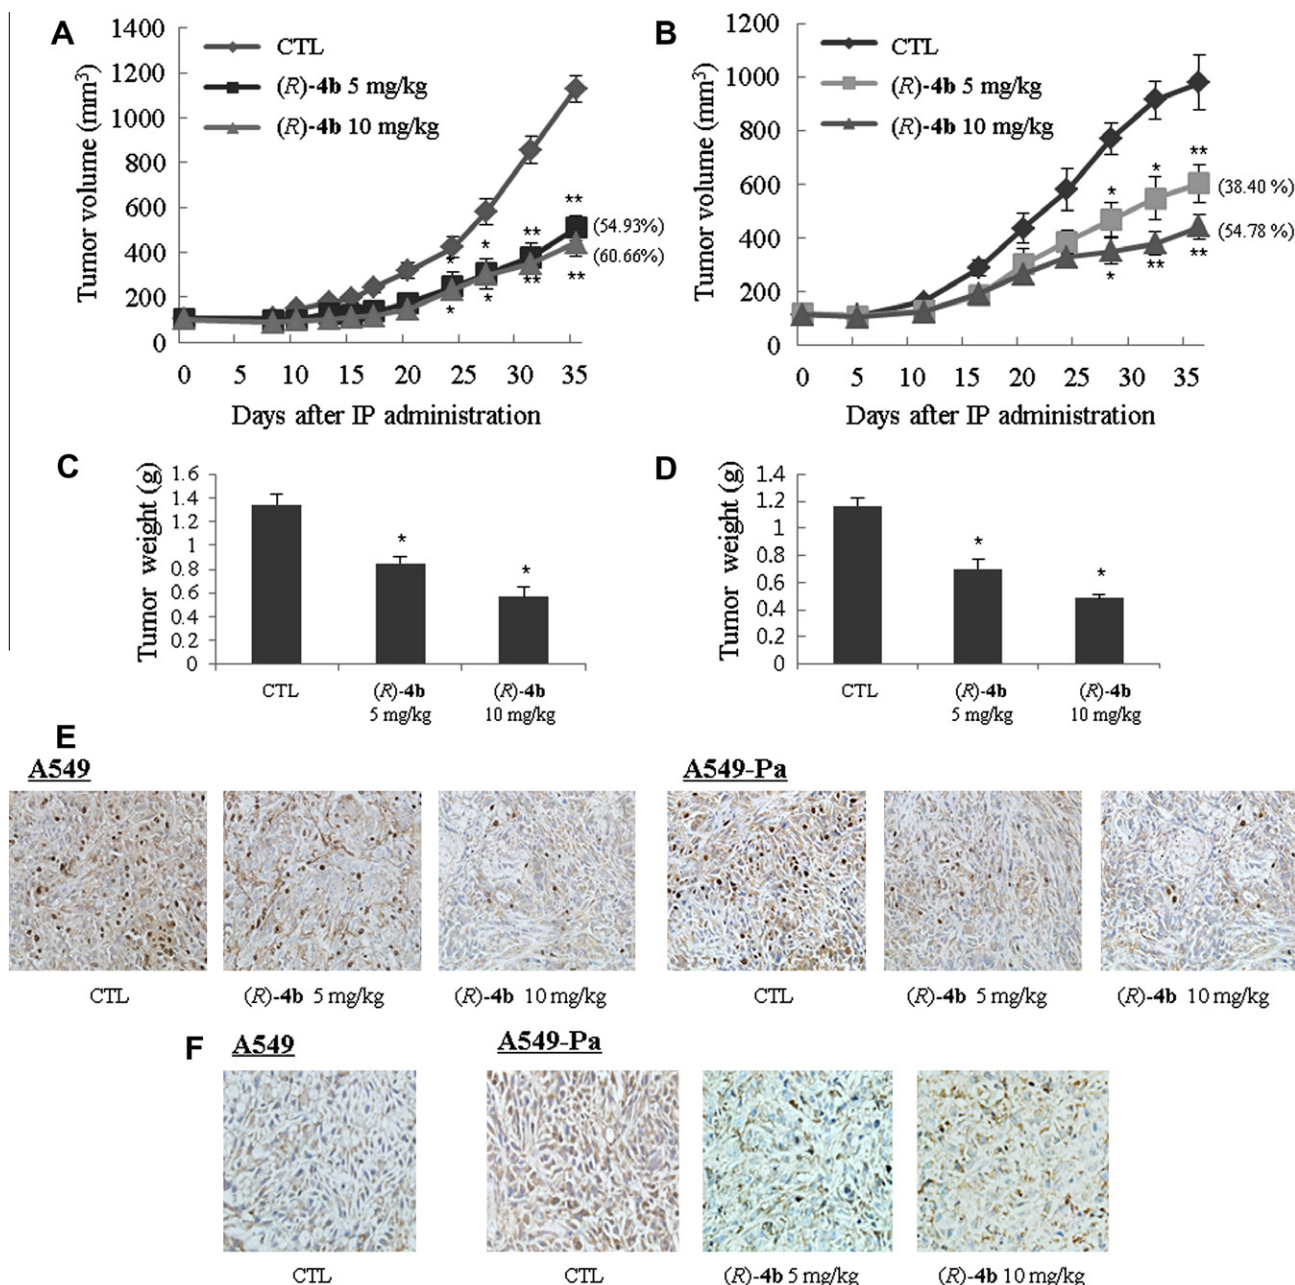 A
Tumor volume (mm³)
1400
1200
1000
800
600
400
200
0
CTL
(R)-4b 5 mg/kg
(R)-4b 10 mg/kg
**
(54.93%)
(60.66%)
** ** * *
** ** * *
0 5 10 15 20 25 30 35
Days after IP administration
B
Tumor volume (mm³)
1200
1000
800
600
400
200
0
CTL
(R)-4b 5 mg/kg
(R)-4b 10 mg/kg
* * **
(38.40 %)
(54.78 %)
* ** **
0 5 10 15 20 25 30 35
Days after IP administration
C
Tumor weight (g)
1.6
1.4
1.2
1
0.8
0.6
0.4
0.2
0
* *
CTL
(R)-4b
5 mg/kg
(R)-4b
10 mg/kg
D
Tumor weight (g)
1.4
1.2
1
0.8
0.6
0.4
0.2
0
* *
CTL
(R)-4b
5 mg/kg
(R)-4b
10 mg/kg
E
A549
A549-Pa
CTL
(R)-4b 5 mg/kg
(R)-4b 10 mg/kg
CTL
(R)-4b 5 mg/kg
(R)-4b 10 mg/kg
F
A549
A549-Pa
CTL
CTL
(R)-4b 5 mg/kg
(R)-4b 10 mg/kg